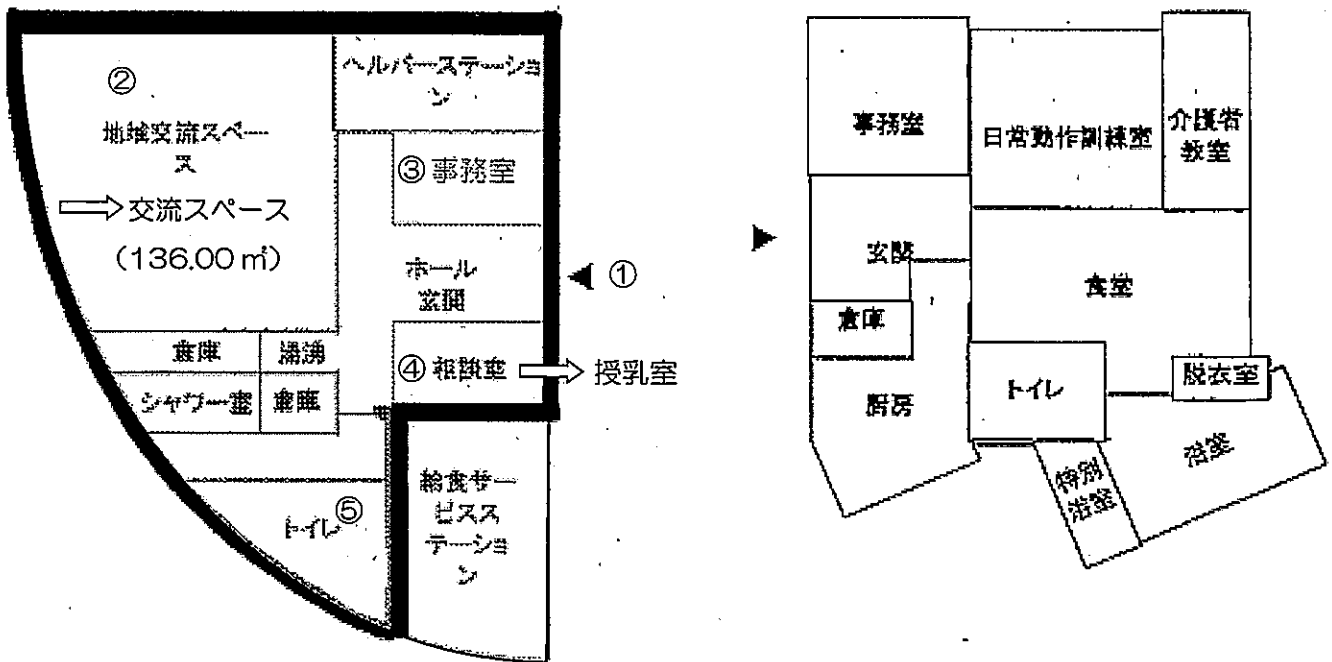 ヘルパーステーショ
ン
②
地域交流スペー
ス
⇒交流スペース
（136.00㎡）
③事務室
ホール
玄関
◀ ①
倉庫
湯沸
シャワー室
倉庫
④相談室 ⇒ 授乳室
トイレ⑤
給食サー
ビスス
テーショ
ン
事務室
日常動作訓練室
介護者
教室
▶
玄関
食堂
倉庫
厨房
トイレ
脱衣室
浴室
特別
浴室